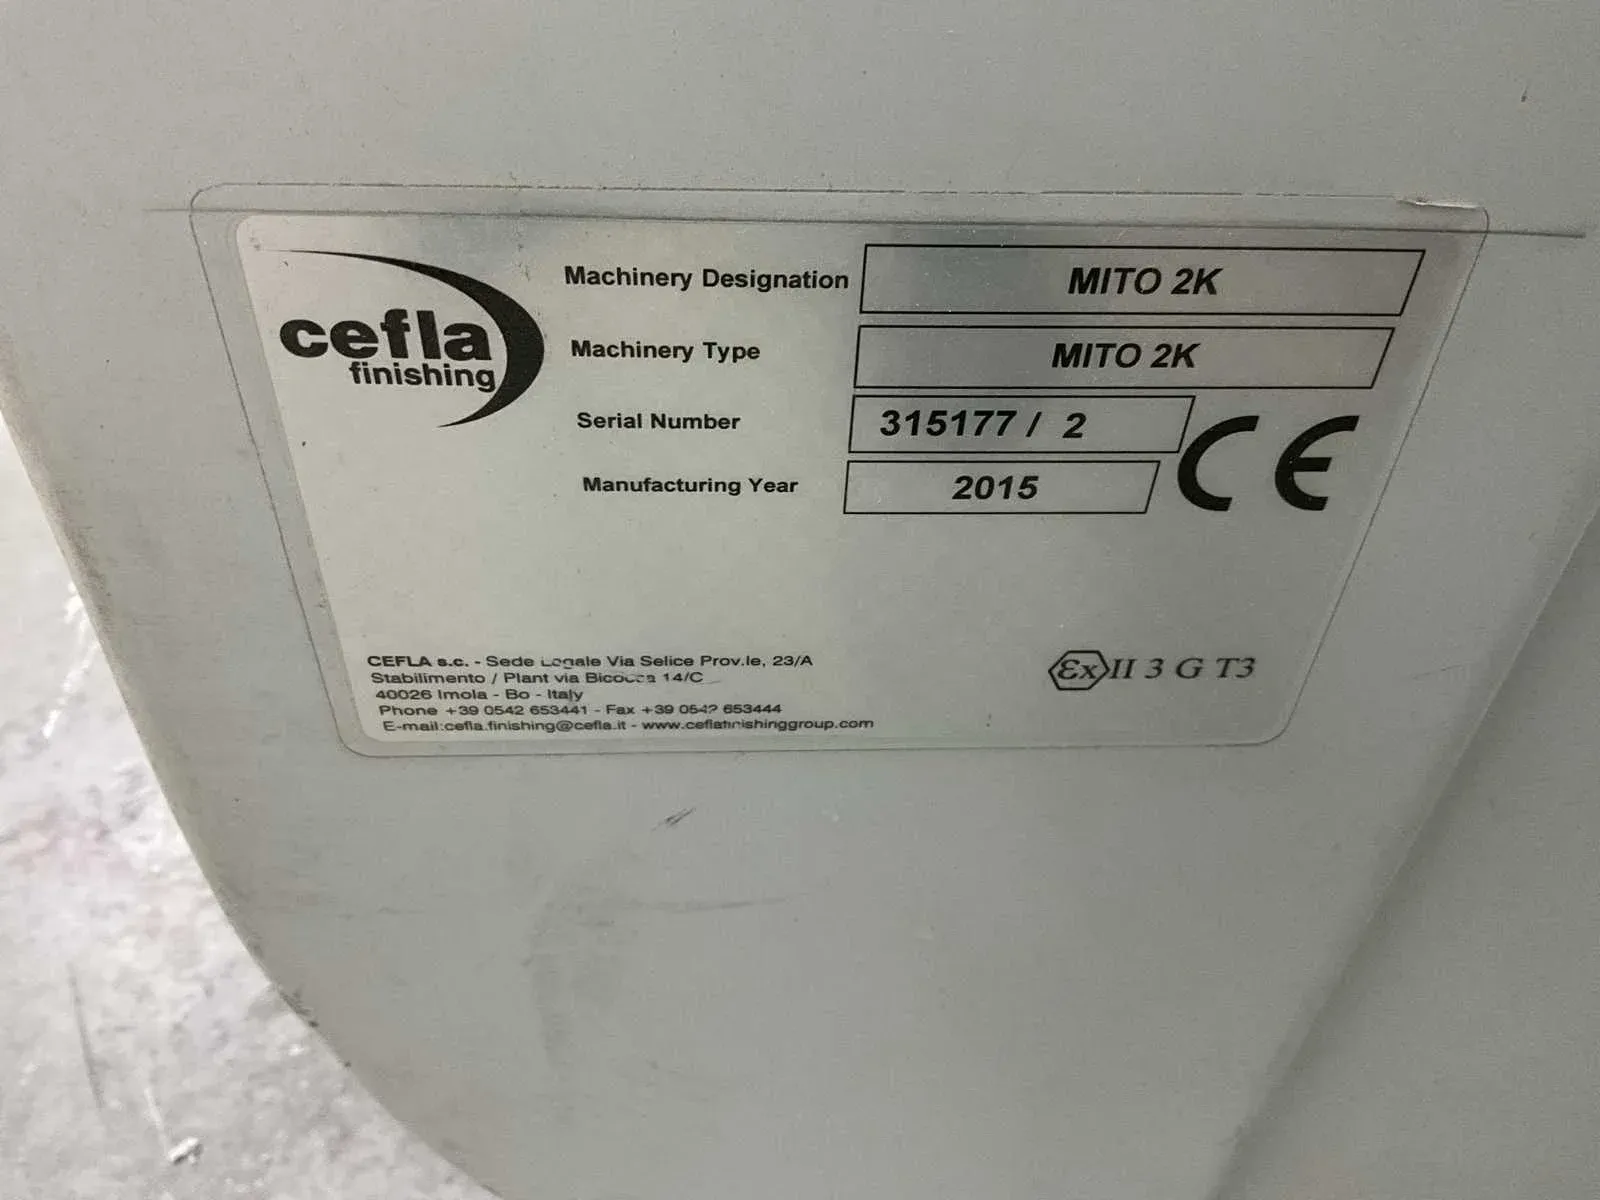 cefla
finishing
Machinery Designation MITO 2K
Machinery Type MITO 2K
Serial Number 315177 / 2
Manufacturing Year 2015
CE
CEFLA s.c. - Sede Legale Via Selice Prov.le, 23/A
Stabilimento / Plant via Bicocca 14/C
40026 Imola - Bo - Italy
Phone +39 0542 653441 - Fax +39 0542 653444
E-mail:cefla.finishing@cefla.it - www.ceflafinishinggroup.com
εx II 3 G T3